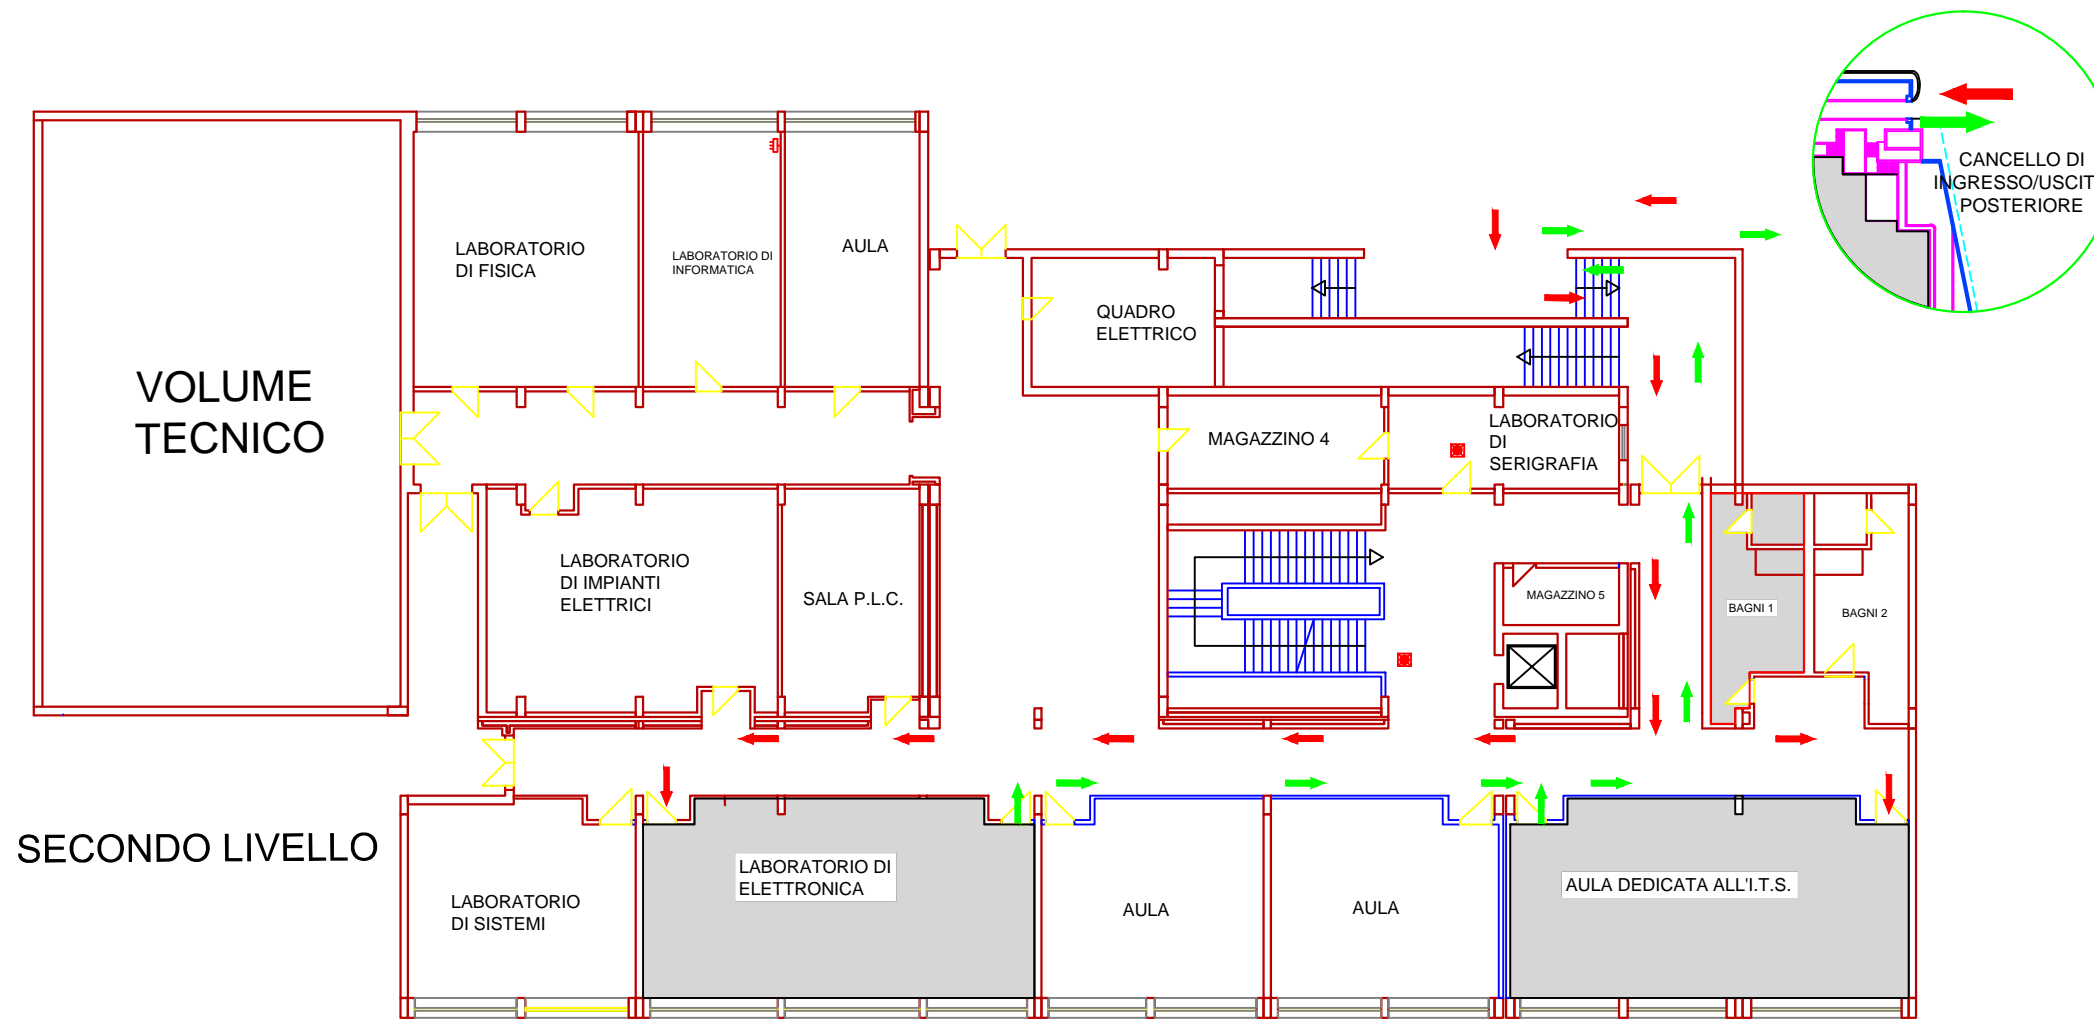 CANCELLO DI
INGRESSO/USCIT
POSTERIORE
LABORATORIO
DI FISICA
LABORATORIO DI
INFORMATICA
AULA
QUADRO
ELETTRICO
VOLUME
TECNICO
MAGAZZINO 4
LABORATORIO
DI
SERIGRAFIA
LABORATORIO
DI IMPIANTI
ELETTRICI
SALA P.L.C.
MAGAZZINO 5
BAGNI 1
BAGNI 2
SECONDO LIVELLO
LABORATORIO
DI SISTEMI
LABORATORIO DI
ELETTRONICA
AULA
AULA
AULA DEDICATA ALL'I.T.S.